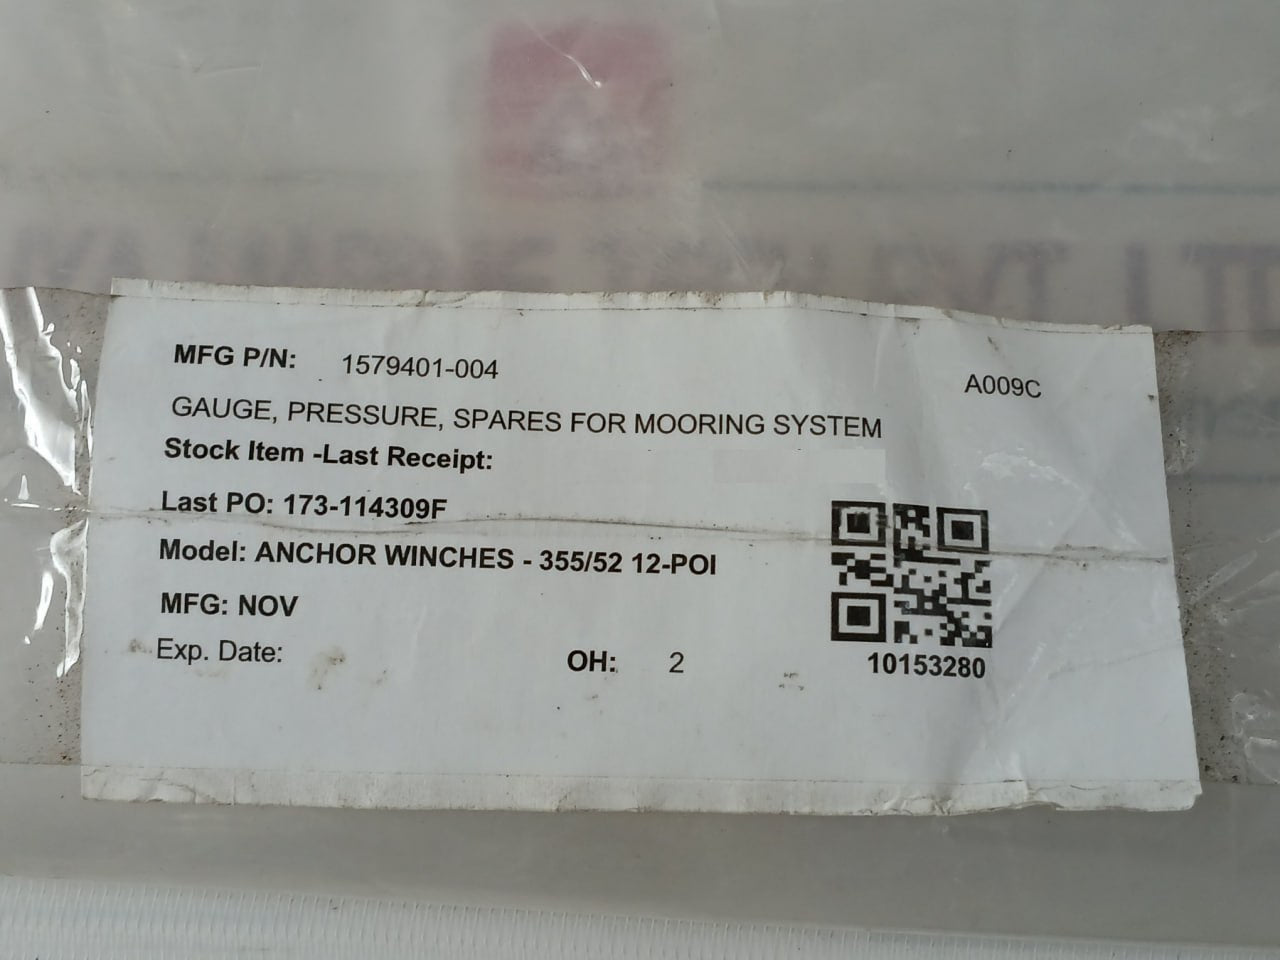 MFG P/N: 1579401-004
A009C
GAUGE, PRESSURE, SPARES FOR MOORING SYSTEM
Stock Item -Last Receipt:
Last PO: 173-114309F
Model: ANCHOR WINCHES - 355/52 12-POI
MFG: NOV
Exp. Date:
OH: 2
10153280